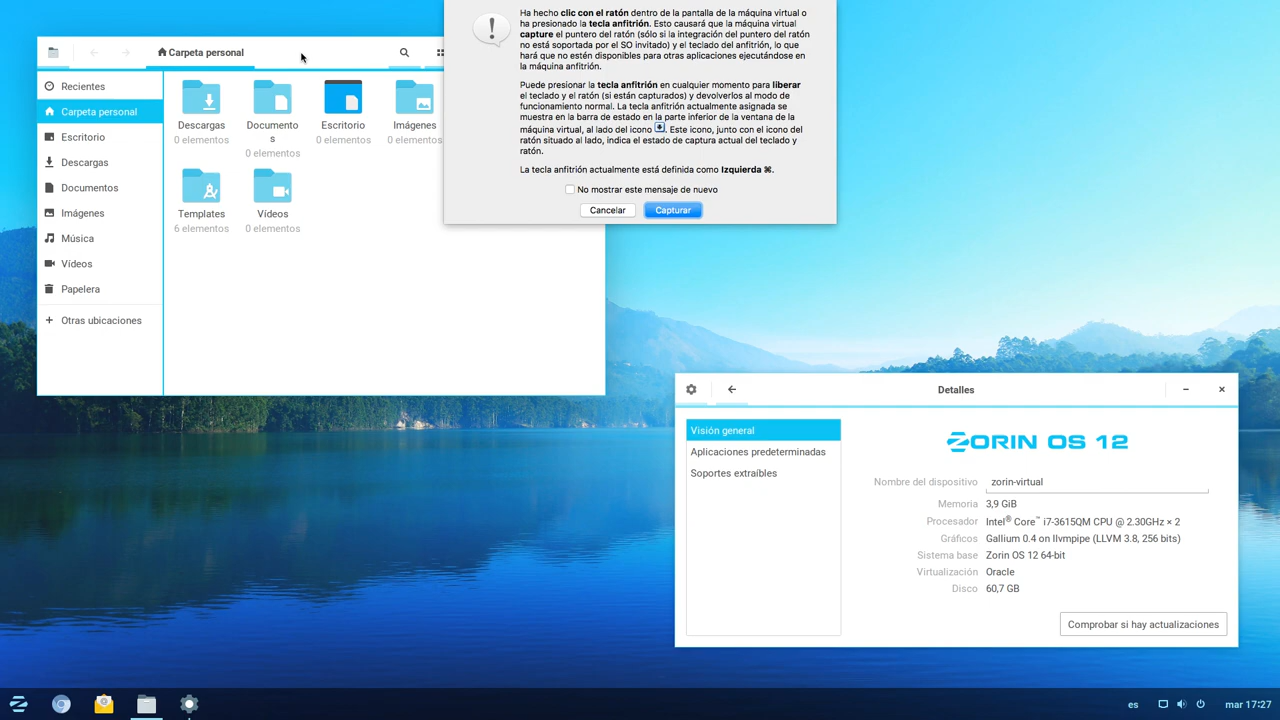 Ha hecho clic con el ratón dentro de la pantalla de la máquina virtual o
ha presionado la tecla anfitrión. Esto causará que la máquina virtual
capture el puntero del ratón (sólo si la integración del puntero del ratón
no está soportada por el SO invitado) y el teclado del anfitrión, lo que
hará que no estén disponibles para otras aplicaciones ejecutándose en
la máquina anfitrión.
Puede presionar la tecla anfitrión en cualquier momento para liberar
el teclado y el ratón (si están capturados) y devolverlos al modo de
funcionamiento normal. La tecla anfitrión actualmente asignada se
muestra en la barra de estado en la parte inferior de la ventana de la
máquina virtual, al lado del icono . Este icono, junto con el icono del
ratón situado al lado, indica el estado de captura actual del teclado y
ratón.
La tecla anfitrión actualmente está definida como Izquierda ⌘.
No mostrar este mensaje de nuevo
Cancelar
Capturar
Carpeta personal
Recientes
Carpeta personal
Escritorio
Descargas
Documentos
Imágenes
Música
Vídeos
Papelera
+ Otras ubicaciones
Descargas
0 elementos
Documento
s
0 elementos
Escritorio
0 elementos
Imágenes
0 elementos
Templates
6 elementos
Vídeos
0 elementos
Detalles
Visión general
Aplicaciones predeterminadas
Soportes extraíbles
ZORIN OS 12
Nombre del dispositivo zorin-virtual
Memoria 3,9 GiB
Procesador Intel® Core™ i7-3615QM CPU @ 2.30GHz × 2
Gráficos Gallium 0.4 on llvmpipe (LLVM 3.8, 256 bits)
Sistema base Zorin OS 12 64-bit
Virtualización Oracle
Disco 60,7 GB
Comprobar si hay actualizaciones
es
mar 17:27